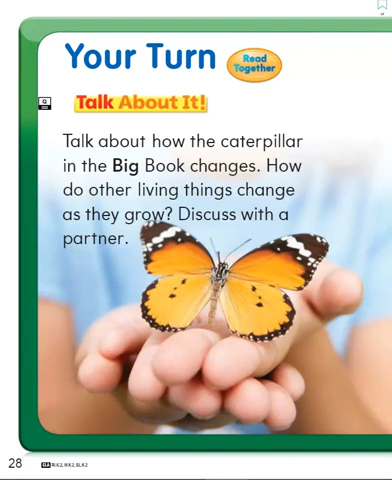 Your Turn
Read
Together
Talk About It!
Talk about how the caterpillar
in the Big Book changes. How
do other living things change
as they grow? Discuss with a
partner.
28